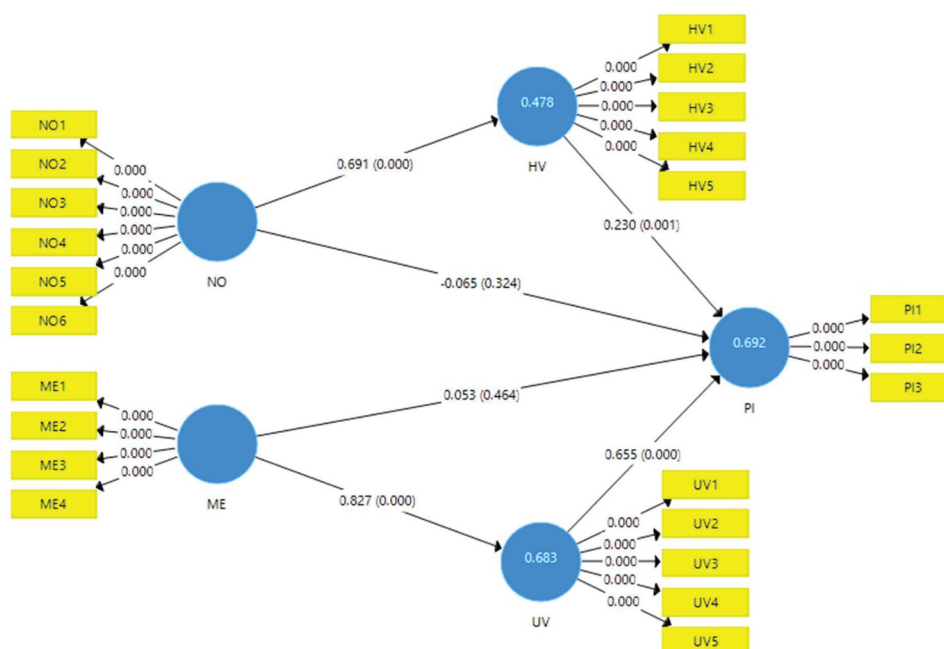 NO1
NO2
NO3
NO4
NO5
NO6
0.000
0.000
0.000
0.000
0.000
0.000
NO
ME1
ME2
ME3
ME4
0.000
0.000
0.000
0.000
ME
0.691 (0.000)
-0.065 (0.324)
0.053 (0.464)
0.827 (0.000)
0.478
HV
0.000
0.000
0.000
0.000
0.000
HV1
HV2
HV3
HV4
HV5
0.230 (0.001)
0.655 (0.000)
0.692
PI
0.000
0.000
0.000
PI1
PI2
PI3
0.683
UV
0.000
0.000
0.000
0.000
0.000
UV1
UV2
UV3
UV4
UV5